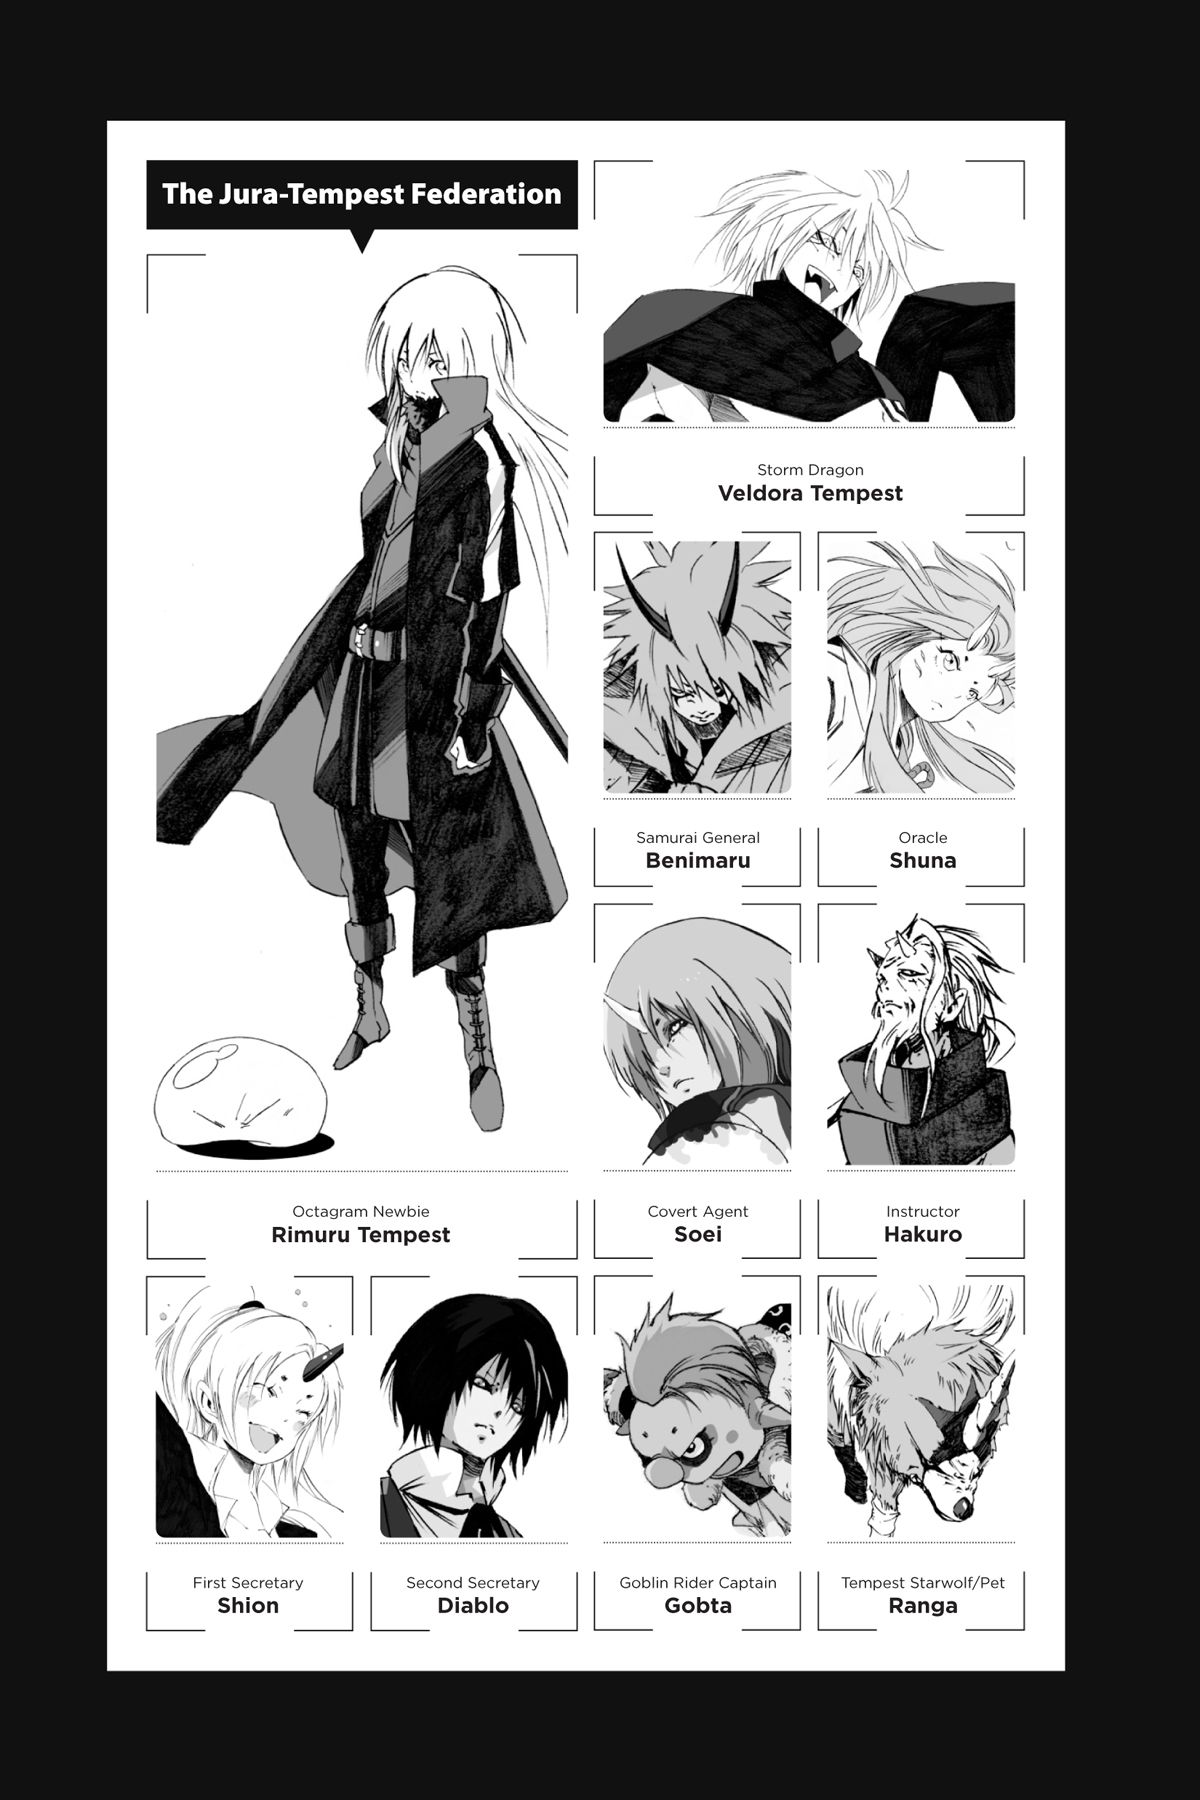 The Jura-Tempest Federation
Storm Dragon
Veldora Tempest
Samurai General
Benimaru
Oracle
Shuna
Octagram Newbie
Rimuru Tempest
Covert Agent
Soei
Instructor
Hakuro
First Secretary
Shion
Second Secretary
Diablo
Goblin Rider Captain
Gobta
Tempest Starwolf/Pet
Ranga